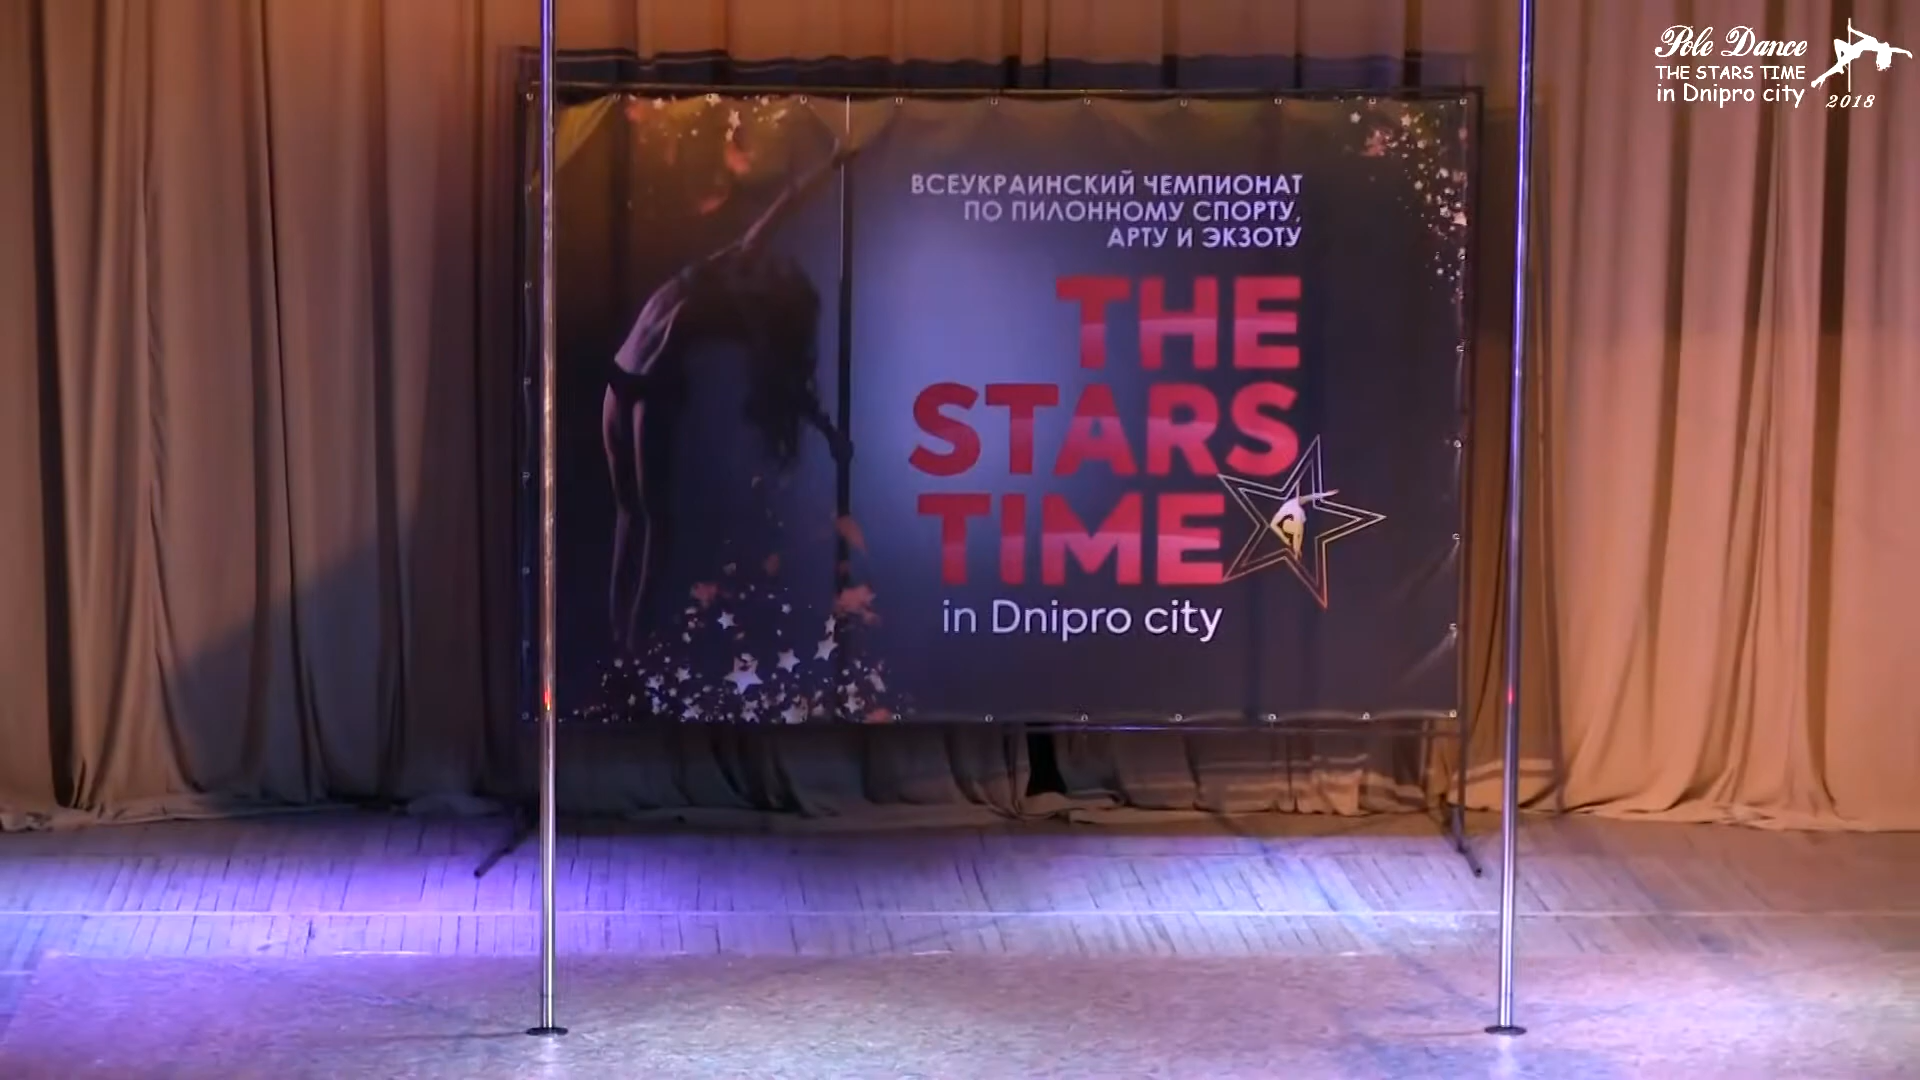 ВСЕУКРАИНСКИЙ ЧЕМПИОНАТ
ПО ПИЛОННОМУ СПОРТУ,
АРТУ И ЭКЗОТУ
THE
STARS
TIME
in Dnipro city
Pole Dance
THE STARS TIME
in Dnipro city
2018